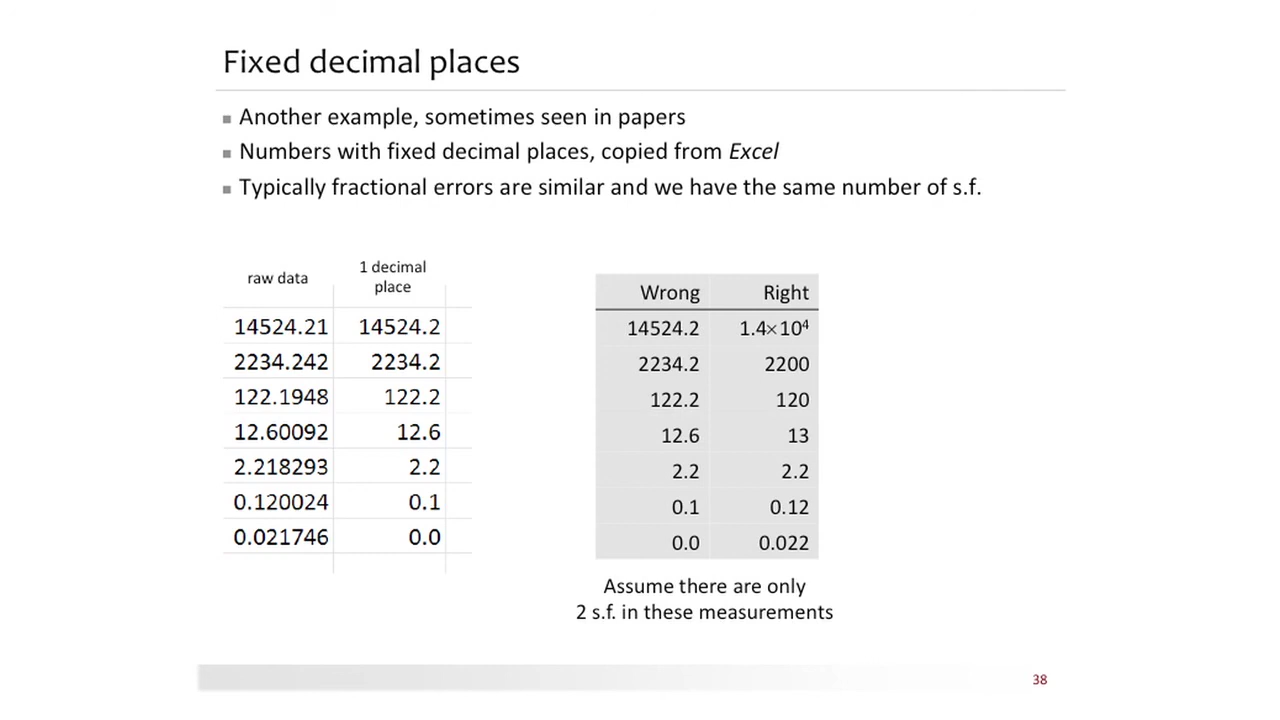 Fixed decimal places
Another example, sometimes seen in papers
Numbers with fixed decimal places, copied from Excel
Typically fractional errors are similar and we have the same number of s.f.
raw data
1 decimal
place
14524.21 14524.2
2234.242 2234.2
122.1948 122.2
12.60092 12.6
2.218293 2.2
0.120024 0.1
0.021746 0.0
Wrong Right
14524.2 1.4×10⁴
2234.2 2200
122.2 120
12.6 13
2.2 2.2
0.1 0.12
0.0 0.022
Assume there are only
2 s.f. in these measurements
38